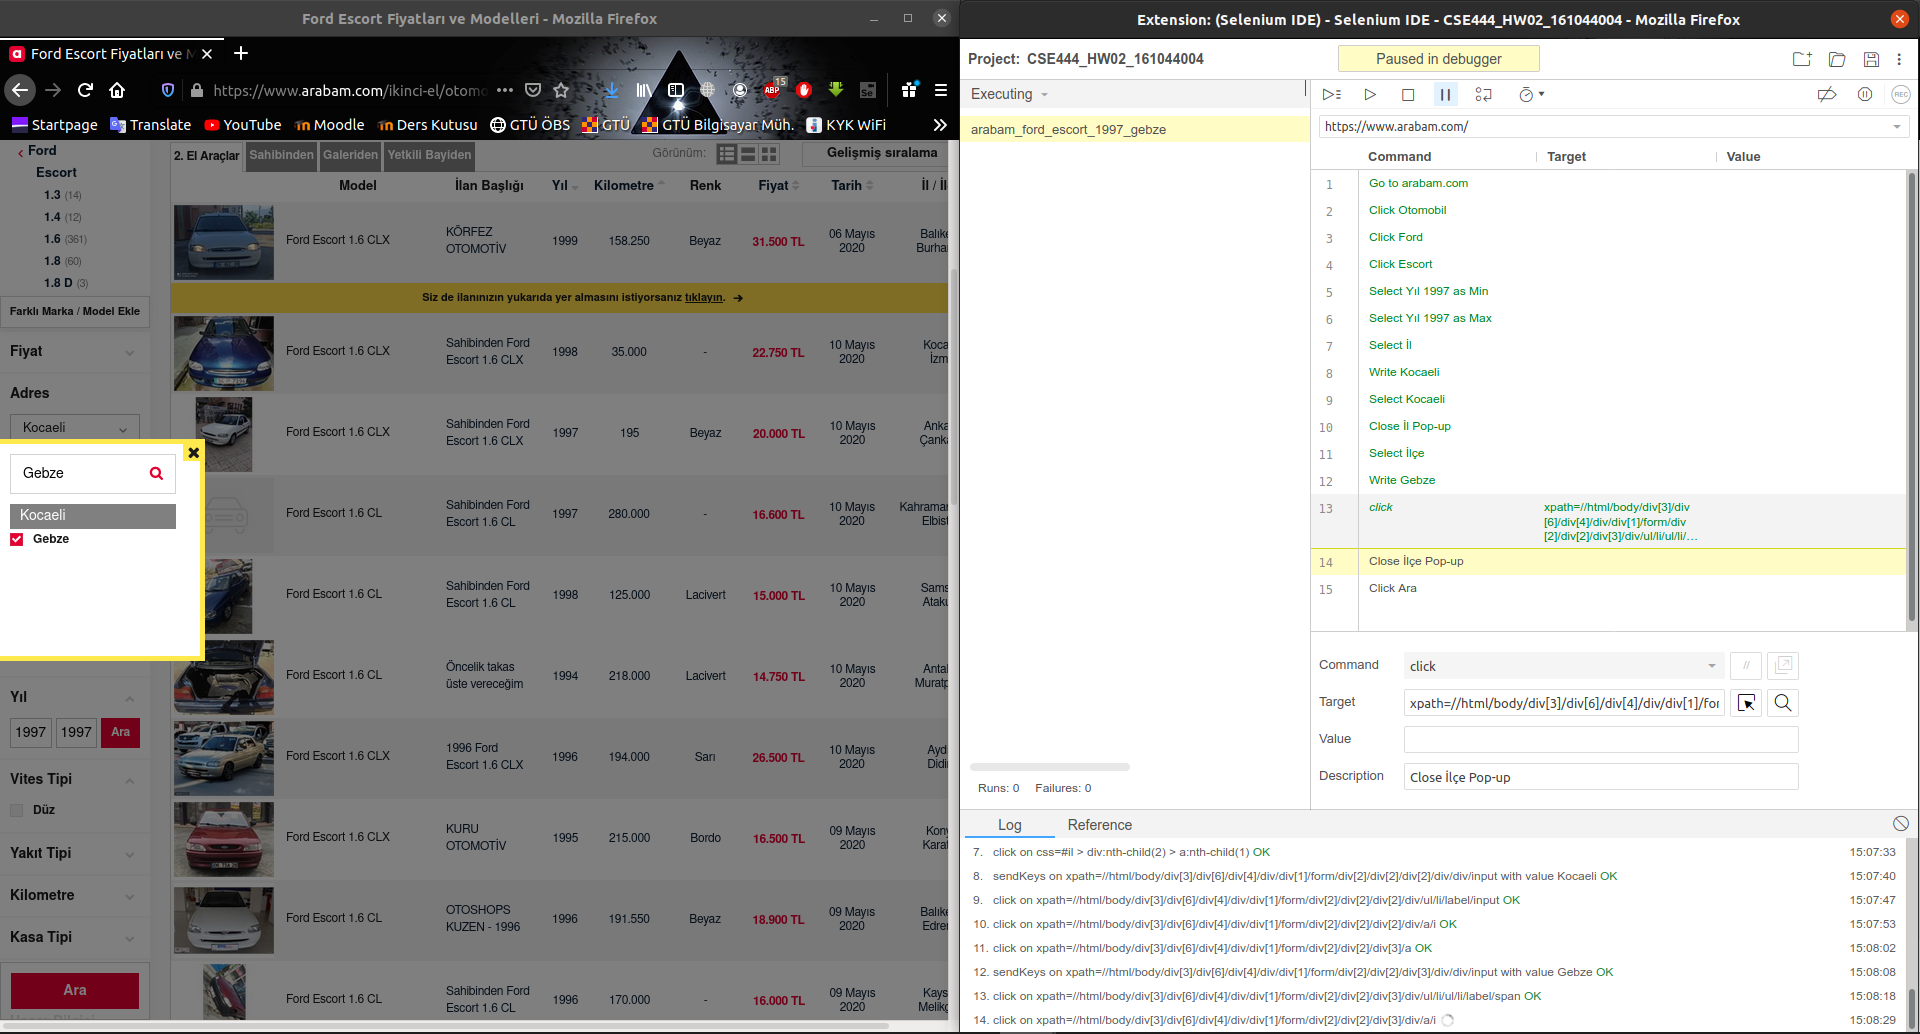 Ford Escort Fiyatları ve Modelleri - Mozilla Firefox
Ford Escort Fiyatları ve M
https://www.arabam.com/ikinci-el/otomo
15
ABP
Se
Startpage
Translate
YouTube
Moodle
Ders Kutusu
GTÜ ÖBS
GTÜ
GTÜ Bilgisayar Müh.
KYK WiFi
Ford
Escort
1.3 (14)
1.4 (12)
1.6 (361)
1.8 (60)
1.8 D (3)
Farklı Marka / Model Ekle
Fiyat
Adres
Kocaeli
Gebze
Kocaeli
Gebze
Yıl
1997
1997
Ara
Vites Tipi
Düz
Yakıt Tipi
Kilometre
Kasa Tipi
Ara
2. El Araçlar
Sahibinden
Galeriden
Yetkili Bayiden
Görünüm:
Gelişmiş sıralama
Model İlan Başlığı Yıl Kilometre Renk Fiyat Tarih İl / İl
Ford Escort 1.6 CLX KÖRFEZ OTOMOTİV 1999 158.250 Beyaz 31.500 TL 06 Mayıs 2020 Balıke Burhan
Siz de ilanınızın yukarıda yer almasını istiyorsanız tıklayın.
Ford Escort 1.6 CLX Sahibinden Ford Escort 1.6 CLX 1998 35.000 - 22.750 TL 10 Mayıs 2020 Koca İzm
Ford Escort 1.6 CLX Sahibinden Ford Escort 1.6 CLX 1997 195 Beyaz 20.000 TL 10 Mayıs 2020 Anka Çanka
Ford Escort 1.6 CL Sahibinden Ford Escort 1.6 CL 1997 280.000 - 16.600 TL 10 Mayıs 2020 Kahraman Elbist
Ford Escort 1.6 CL Sahibinden Ford Escort 1.6 CL 1998 125.000 Lacivert 15.000 TL 10 Mayıs 2020 Sams Ataku
Ford Escort 1.6 CL Öncelik takas üste vereceğim 1994 218.000 Lacivert 14.750 TL 10 Mayıs 2020 Antal Muratp
Ford Escort 1.6 CLX 1996 Ford Escort 1.6 CLX 1996 194.000 Sarı 26.500 TL 10 Mayıs 2020 Aydı Didi
Ford Escort 1.6 CLX KURU OTOMOTİV 1995 215.000 Bordo 16.500 TL 09 Mayıs 2020 Kony Karat
Ford Escort 1.6 CL OTOSHOPS KUZEN - 1996 1996 191.550 Beyaz 18.900 TL 09 Mayıs 2020 Balıke Edre
Ford Escort 1.6 CL Sahibinden Ford Escort 1.6 CL 1996 170.000 - 16.000 TL 09 Mayıs 2020 Kays Melikg
Extension: (Selenium IDE) - Selenium IDE - CSE444_HW02_161044004 - Mozilla Firefox
Project: CSE444_HW02_161044004
Paused in debugger
Executing
arabam_ford_escort_1997_gebze
Runs: 0 Failures: 0
REC
https://www.arabam.com/
Command Target Value
1 Go to arabam.com
2 Click Otomobil
3 Click Ford
4 Click Escort
5 Select Yıl 1997 as Min
6 Select Yıl 1997 as Max
7 Select İl
8 Write Kocaeli
9 Select Kocaeli
10 Close İl Pop-up
11 Select İlçe
12 Write Gebze
13 click xpath=//html/body/div[3]/div
[6]/div[4]/div/div[1]/form/div
[2]/div[2]/div[3]/div/ul/li/ul/li/...
14 Close İlçe Pop-up
15 Click Ara
Command click //
Target xpath=//html/body/div[3]/div[6]/div[4]/div/div[1]/for
Value
Description Close İlçe Pop-up
Log Reference
7. click on css=#il > div:nth-child(2) > a:nth-child(1) OK 15:07:33
8. sendKeys on xpath=//html/body/div[3]/div[6]/div[4]/div/div[1]/form/div[2]/div[2]/div[2]/div/div/input with value Kocaeli OK 15:07:40
9. click on xpath=//html/body/div[3]/div[6]/div[4]/div/div[1]/form/div[2]/div[2]/div[2]/div/ul/li/label/input OK 15:07:47
10. click on xpath=//html/body/div[3]/div[6]/div[4]/div/div[1]/form/div[2]/div[2]/div[2]/div/a/i OK 15:07:53
11. click on xpath=//html/body/div[3]/div[6]/div[4]/div/div[1]/form/div[2]/div[2]/div[3]/a OK 15:08:02
12. sendKeys on xpath=//html/body/div[3]/div[6]/div[4]/div/div[1]/form/div[2]/div[2]/div[3]/div/div/input with value Gebze OK 15:08:08
13. click on xpath=//html/body/div[3]/div[6]/div[4]/div/div[1]/form/div[2]/div[2]/div[3]/div/ul/li/ul/li/label/span OK 15:08:18
14. click on xpath=//html/body/div[3]/div[6]/div[4]/div/div[1]/form/div[2]/div[2]/div[3]/div/a/i 15:08:29